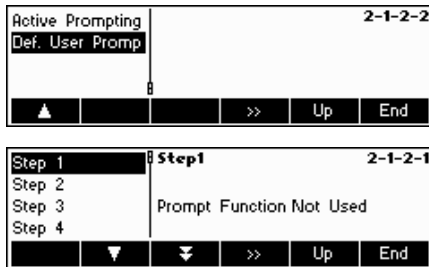 Active Prompting 2-1-2-2
Def. User Promp
>> Up End
Step 1 Step1 2-1-2-1
Step 2
Step 3 Prompt Function Not Used
Step 4
>> Up End